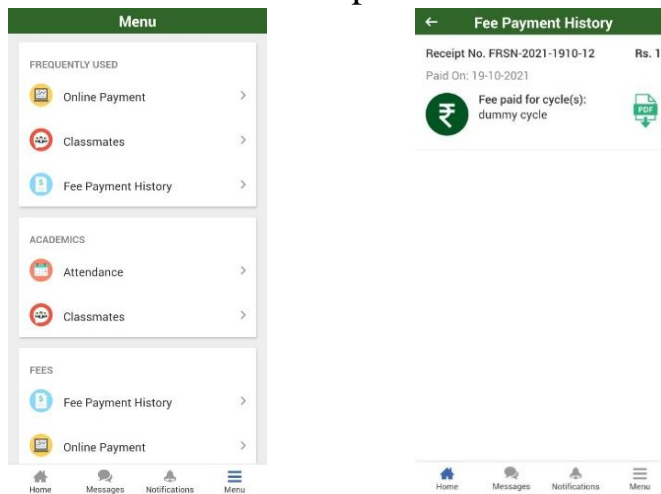 Menu
FREQUENTLY USED
Online Payment
Classmates
Fee Payment History
ACADEMICS
Attendance
Classmates
FEES
Fee Payment History
Online Payment
Home Messages Notifications Menu
Fee Payment History
Receipt No. FRSN-2021-1910-12 Rs. 1
Paid On: 19-10-2021
Fee paid for cycle(s):
dummy cycle
PDF
Home Messages Notifications Menu